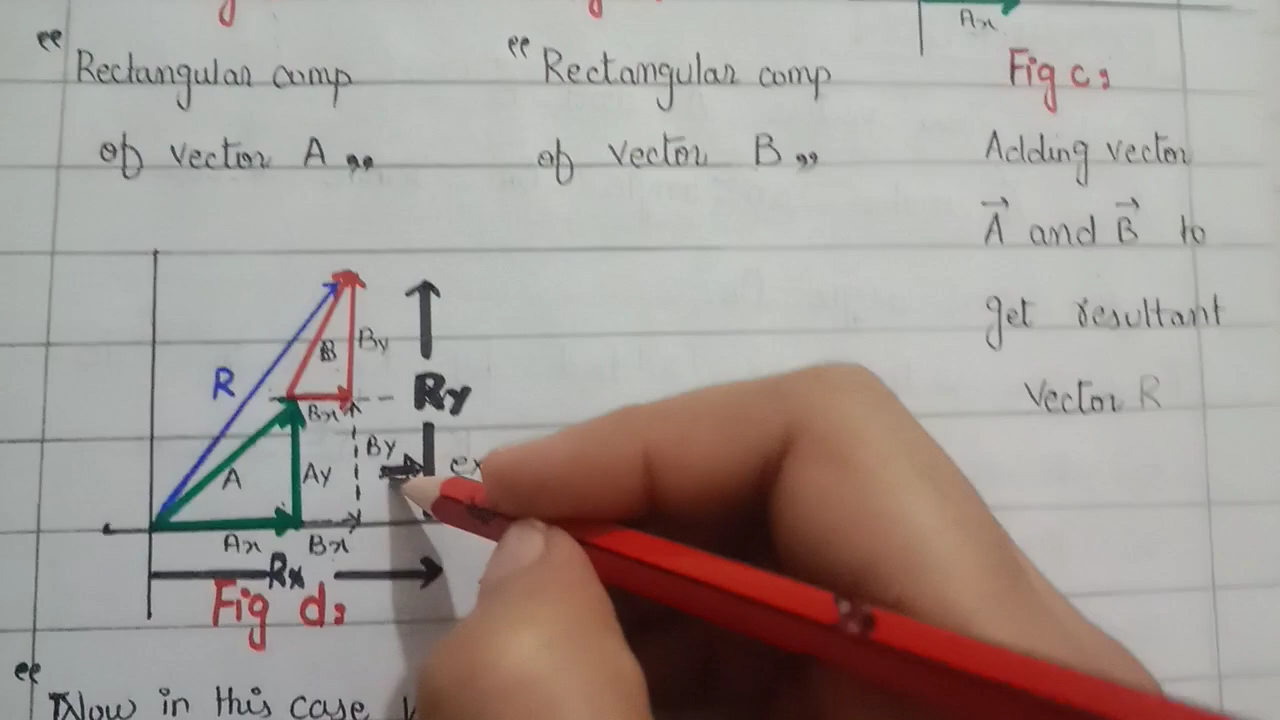 Ax
“ Rectangular comp
of vector A „
“ Rectangular comp
of vector B „
Fig c:
Adding vector
A and B to
get resultant
Vector R
R
B
By
Bx
Ry
A
Ay
By
Ax
Bx
Rx
Fig d:
“ Now in this case